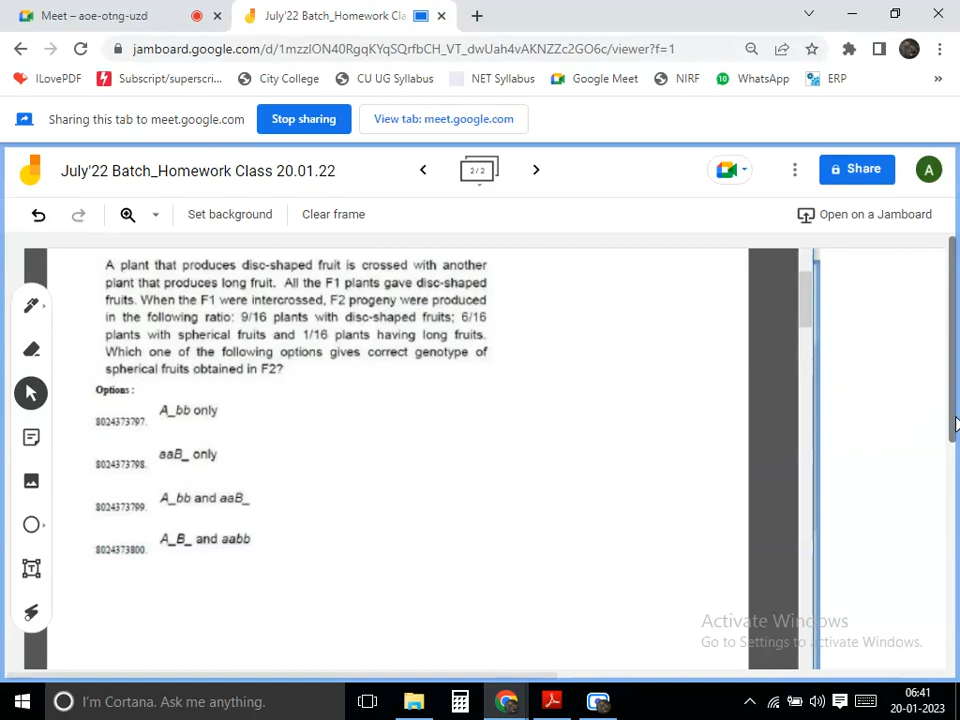 Meet – aoe-otng-uzd
July'22 Batch_Homework Cla
jamboard.google.com/d/1mzzlON40RgqKYqSQrfbCH_VT_dwUah4vAKNZZc2GO6c/viewer?f=1
ILovePDF
Subscript/superscri...
City College
CU UG Syllabus
NET Syllabus
Google Meet
NIRF
10 WhatsApp
ERP
»
Sharing this tab to meet.google.com
Stop sharing
View tab: meet.google.com
July'22 Batch_Homework Class 20.01.22
2 / 2
Share
A
Set background
Clear frame
Open on a Jamboard
A plant that produces disc-shaped fruit is crossed with another
plant that produces long fruit. All the F1 plants gave disc-shaped
fruits. When the F1 were intercrossed, F2 progeny were produced
in the following ratio: 9/16 plants with disc-shaped fruits; 6/16
plants with spherical fruits and 1/16 plants having long fruits.
Which one of the following options gives correct genotype of
spherical fruits obtained in F2?
Options :
A_bb only
8024373797.
aaB_ only
8024373798.
A_bb and aaB_
8024373799.
A_B_ and aabb
8024373800.
Activate Windows
Go to Settings to activate Windows.
I'm Cortana. Ask me anything.
06:41
20-01-2023